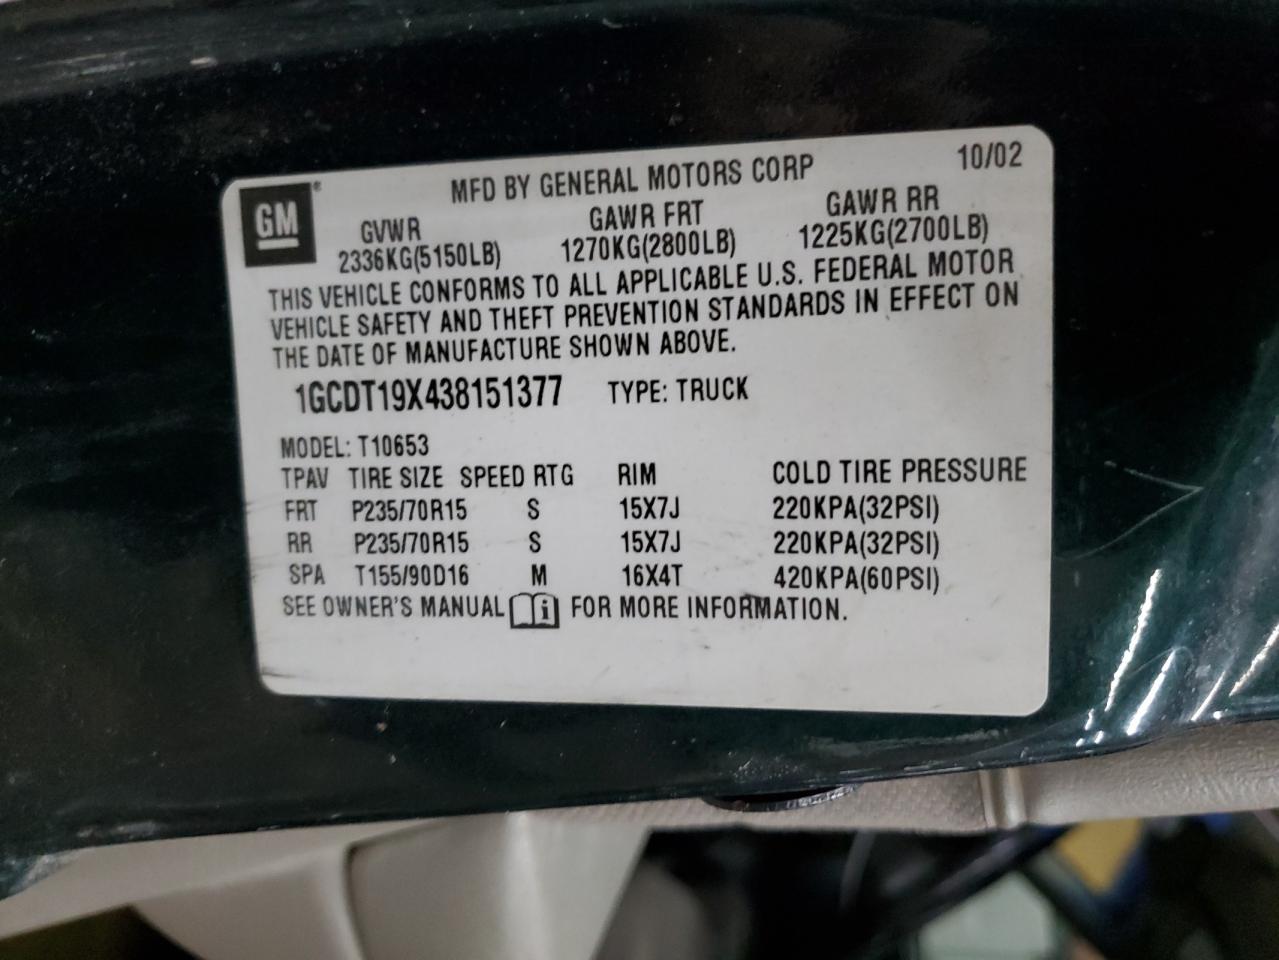 GM®
MFD BY GENERAL MOTORS CORP 10/02
GVWR GAWR FRT GAWR RR
2336KG(5150LB) 1270KG(2800LB) 1225KG(2700LB)
THIS VEHICLE CONFORMS TO ALL APPLICABLE U.S. FEDERAL MOTOR
VEHICLE SAFETY AND THEFT PREVENTION STANDARDS IN EFFECT ON
THE DATE OF MANUFACTURE SHOWN ABOVE.
1GCDT19X438151377 TYPE: TRUCK
MODEL: T10653
TPAV TIRE SIZE SPEED RTG RIM COLD TIRE PRESSURE
FRT P235/70R15 S 15X7J 220KPA(32PSI)
RR P235/70R15 S 15X7J 220KPA(32PSI)
SPA T155/90D16 M 16X4T 420KPA(60PSI)
SEE OWNER'S MANUAL i FOR MORE INFORMATION.